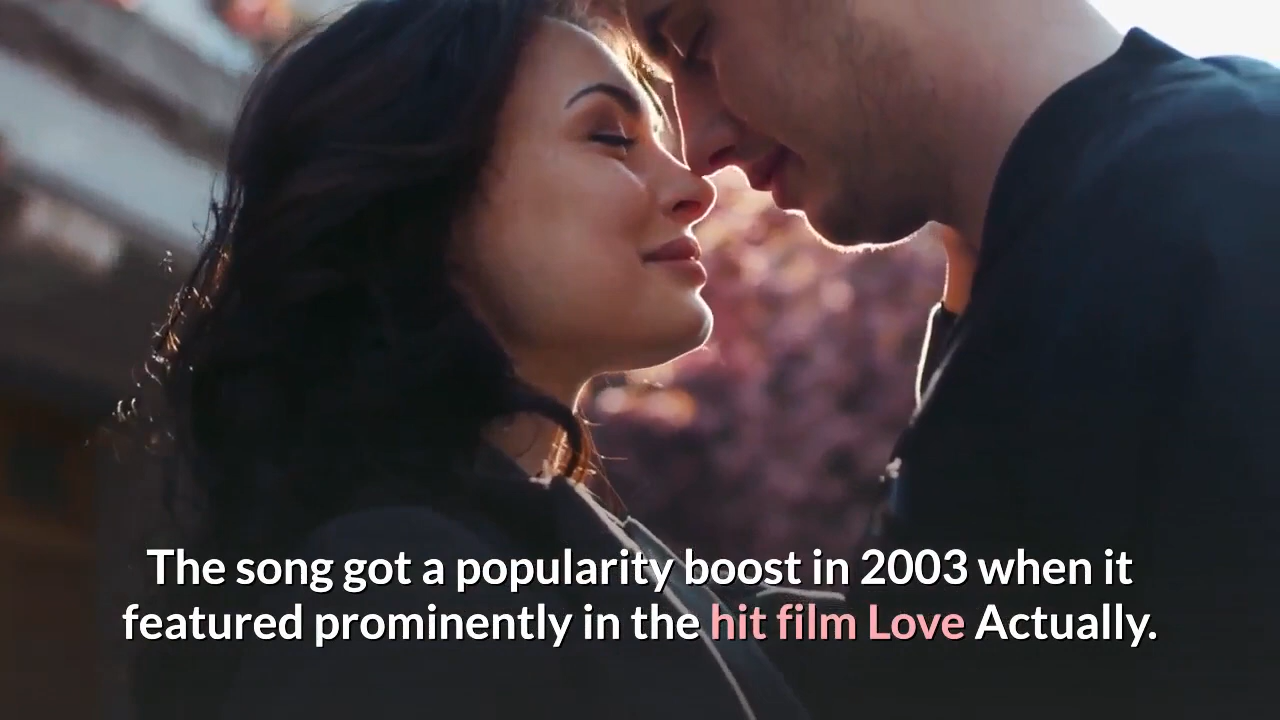 The song got a popularity boost in 2003 when it
featured prominently in the hit film Love Actually.